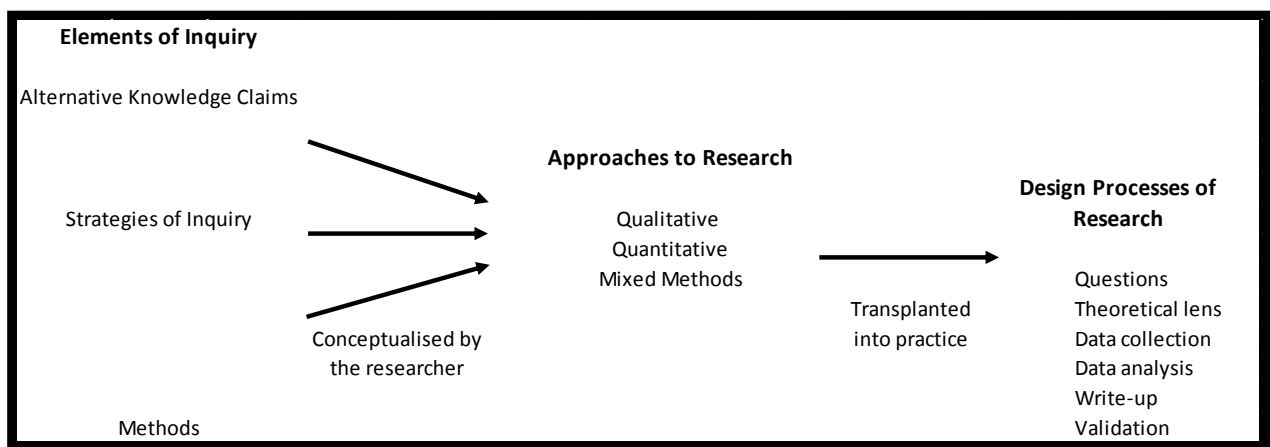 Elements of Inquiry
Alternative Knowledge Claims
Strategies of Inquiry
Methods
Conceptualised by
the researcher
Approaches to Research
Qualitative
Quantitative
Mixed Methods
Transplanted
into practice
Design Processes of
Research
Questions
Theoretical lens
Data collection
Data analysis
Write-up
Validation